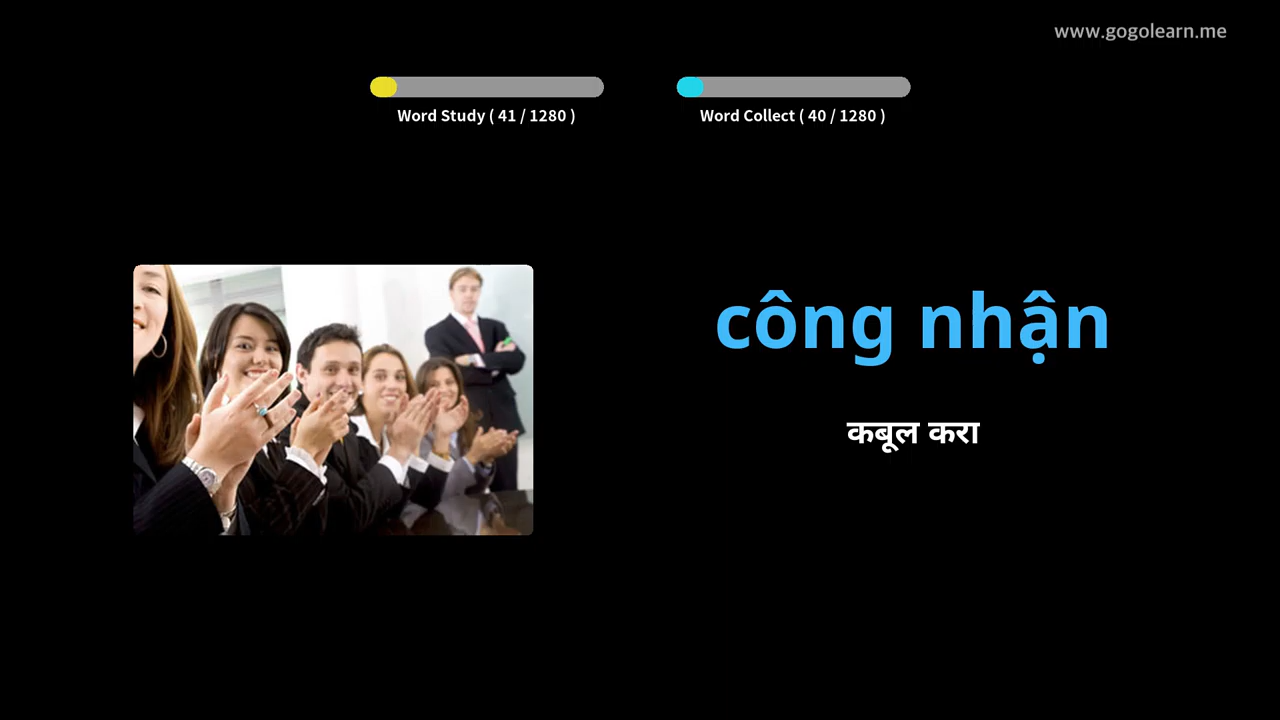 www.gogolearn.me
Word Study ( 41 / 1280 )
Word Collect ( 40 / 1280 )
công nhận
कबूल करा